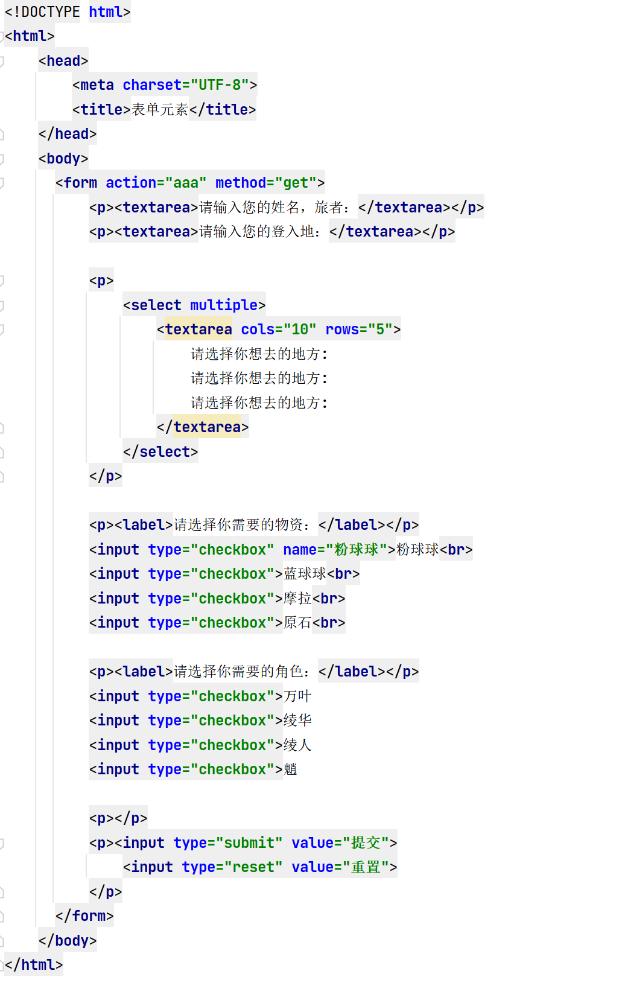 <!DOCTYPE html>
<html>
<head>
<meta charset="UTF-8">
<title>表单元素</title>
</head>
<body>
<form action="aaa" method="get">
<p><textarea>请输入您的姓名，旅者：</textarea></p>
<p><textarea>请输入您的登入地：</textarea></p>
<p>
<select multiple>
<textarea cols="10" rows="5">
请选择你想去的地方：
请选择你想去的地方：
请选择你想去的地方：
</textarea>
</select>
</p>
<p><label>请选择你需要的物资：</label></p>
<input type="checkbox" name="粉球球">粉球球<br>
<input type="checkbox">蓝球球<br>
<input type="checkbox">摩拉<br>
<input type="checkbox">原石<br>
<p><label>请选择你需要的角色：</label></p>
<input type="checkbox">万叶
<input type="checkbox">绫华
<input type="checkbox">绫人
<input type="checkbox">魈
<p></p>
<p><input type="submit" value="提交">
<input type="reset" value="重置">
</p>
</form>
</body>
</html>